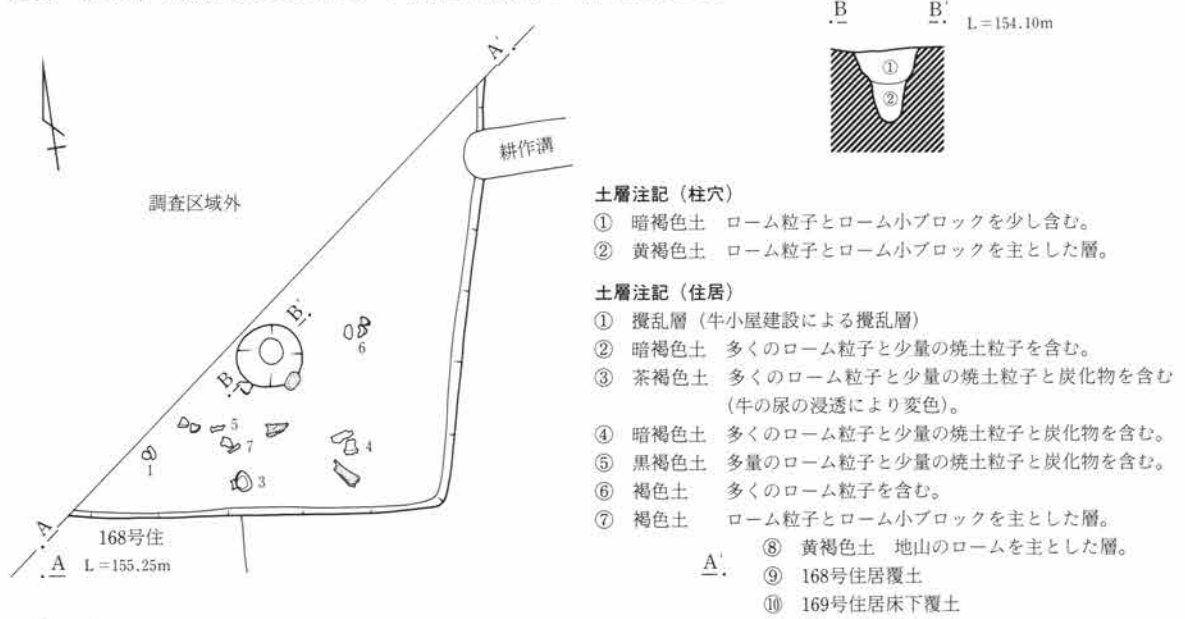 B B′
L=154.10m
①
②
A′
耕作溝
調査区域外
B′
B
6
5
7
4
1
3
A
168号住
A L=155.25m
A′
土層注記（柱穴）
① 暗褐色土 ローム粒子とローム小ブロックを少し含む。
② 黄褐色土 ローム粒子とローム小ブロックを主とした層。
土層注記（住居）
① 攪乱層（牛小屋建設による攪乱層）
② 暗褐色土 多くのローム粒子と少量の焼土粒子を含む。
③ 茶褐色土 多くのローム粒子と少量の焼土粒子と炭化物を含む
(牛の尿の浸透により変色)。
④ 暗褐色土 多くのローム粒子と少量の焼土粒子と炭化物を含む。
⑤ 黒褐色土 多量のローム粒子と少量の焼土粒子と炭化物を含む。
⑥ 褐色土 多くのローム粒子を含む。
⑦ 褐色土 ローム粒子とローム小ブロックを主とした層。
⑧ 黄褐色土 地山のロームを主とした層。
⑨ 168号住居覆土
⑩ 169号住居床下覆土